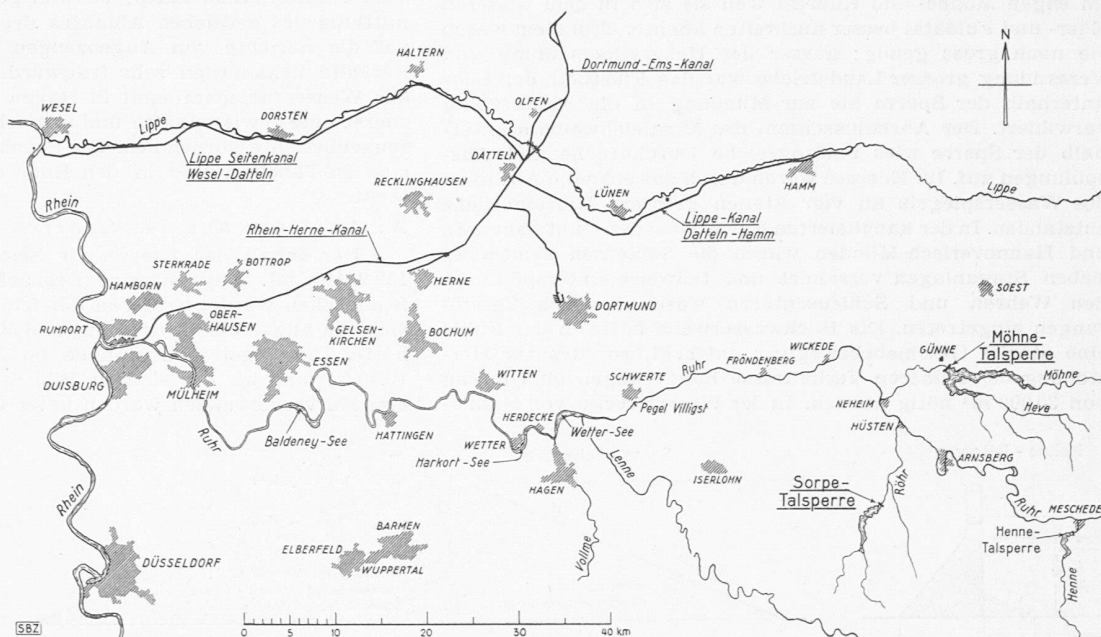 HALTERN
Dortmund-Ems-Kanal
N
WESEL
Lippe
DORSTEN
OLFEN
Lippe Seitenkanal
Wesel-Datteln
DATTELN
RECKLINGHAUSEN
LÜNEN
HAMM
Lippe
Rhein
Lippe-Kanal
Datteln-Hamm
Rhein-Herne-Kanal
STERKRADE
BOTTROP
HAMBORN
HERNE
SOEST
DORTMUND
RUHRORT
OBER-
HAUSEN
GELSEN-
KIRCHEN
BOCHUM
WICKEDE
GÜNNE
Möhne-
Talsperre
ESSEN
FRÖNDENBERG
Ruhr
DUISBURG
MÜLHEIM
WITTEN
SCHWERTE
Möhne
Pegel Villigst
NEHEIM
Heve
Ruhr
Baldeney-See
HATTINGEN
HERDECKE
WETTER
Wetter-See
HÜSTEN
Harkort-See
Lenne
ARNSBERG
HAGEN
ISERLOHN
Sorpe-
Talsperre
Röhr
Rhein
Ruhr
MESCHEDE
BARMEN
ELBERFELD
WUPPERTAL
Volme
Henne-
Talsperre
DÜSSELDORF
Henne
SBZ
0 5 10 20 30 40 km